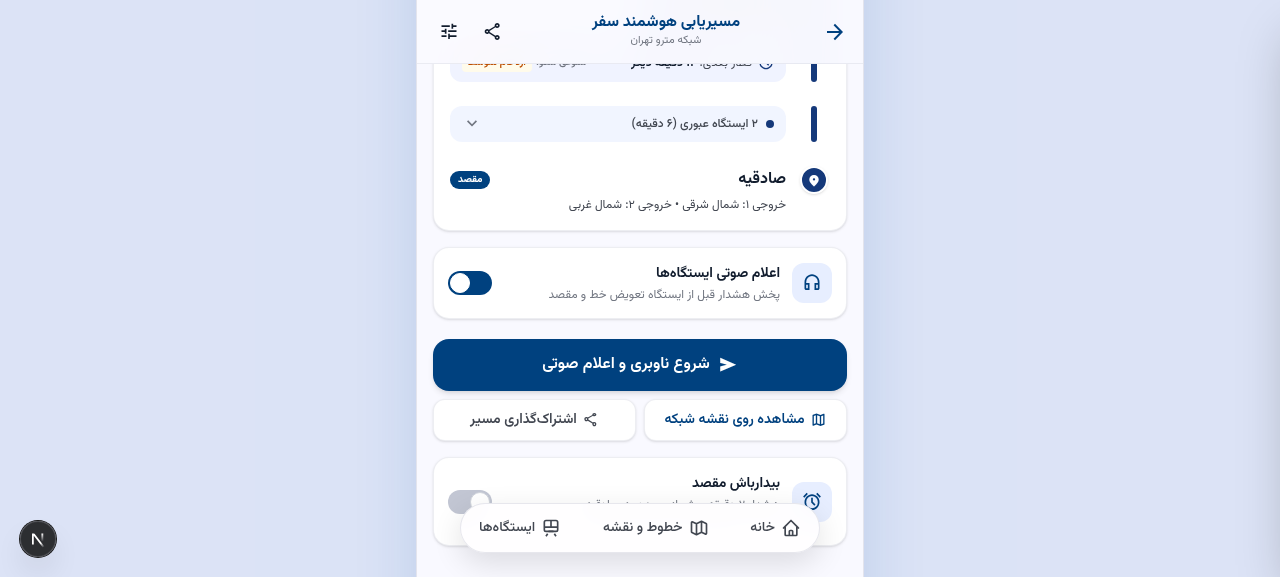 مسیریابی هوشمند سفر
شبکه مترو تهران
۲ ایستگاه عبوری (۶ دقیقه)
صادقیه
مقصد
خروجی ۱: شمال شرقی • خروجی ۲: شمال غربی
اعلام صوتی ایستگاه‌ها
پخش هشدار قبل از ایستگاه تعویض خط و مقصد
شروع ناوبری و اعلام صوتی
مشاهده روی نقشه شبکه
اشتراک‌گذاری مسیر
بیدارباش مقصد
خانه
خطوط و نقشه
ایستگاه‌ها
N